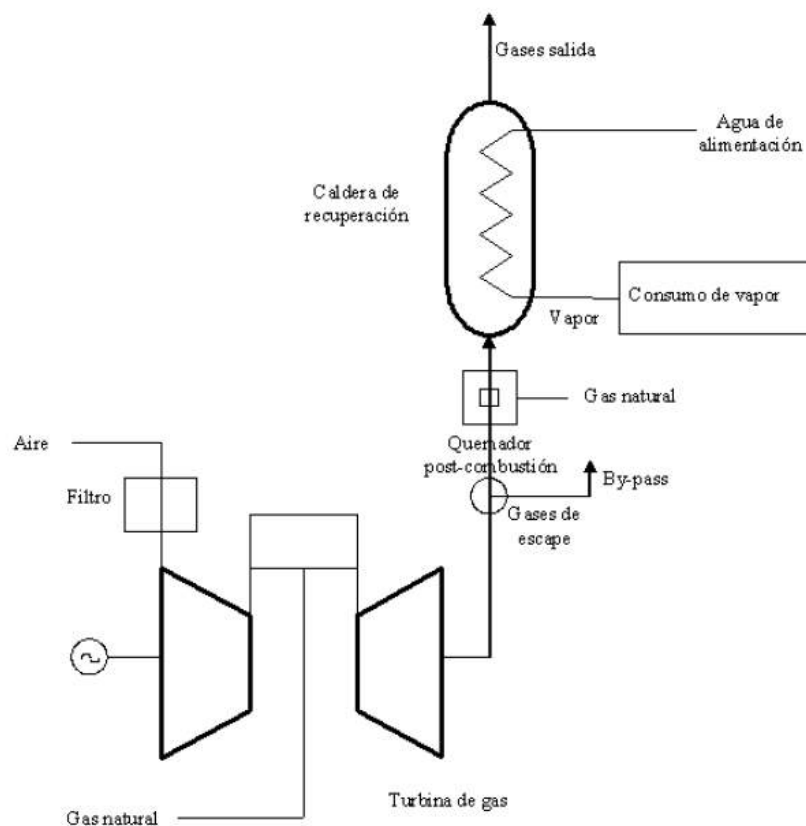 Gases salida
Agua de
alimentación
Caldera de
recuperación
Consumo de vapor
Vapor
Gas natural
Aire
Quemador
post-combustión
By-pass
Filtro
Gases de
escape
Turbina de gas
Gas natural